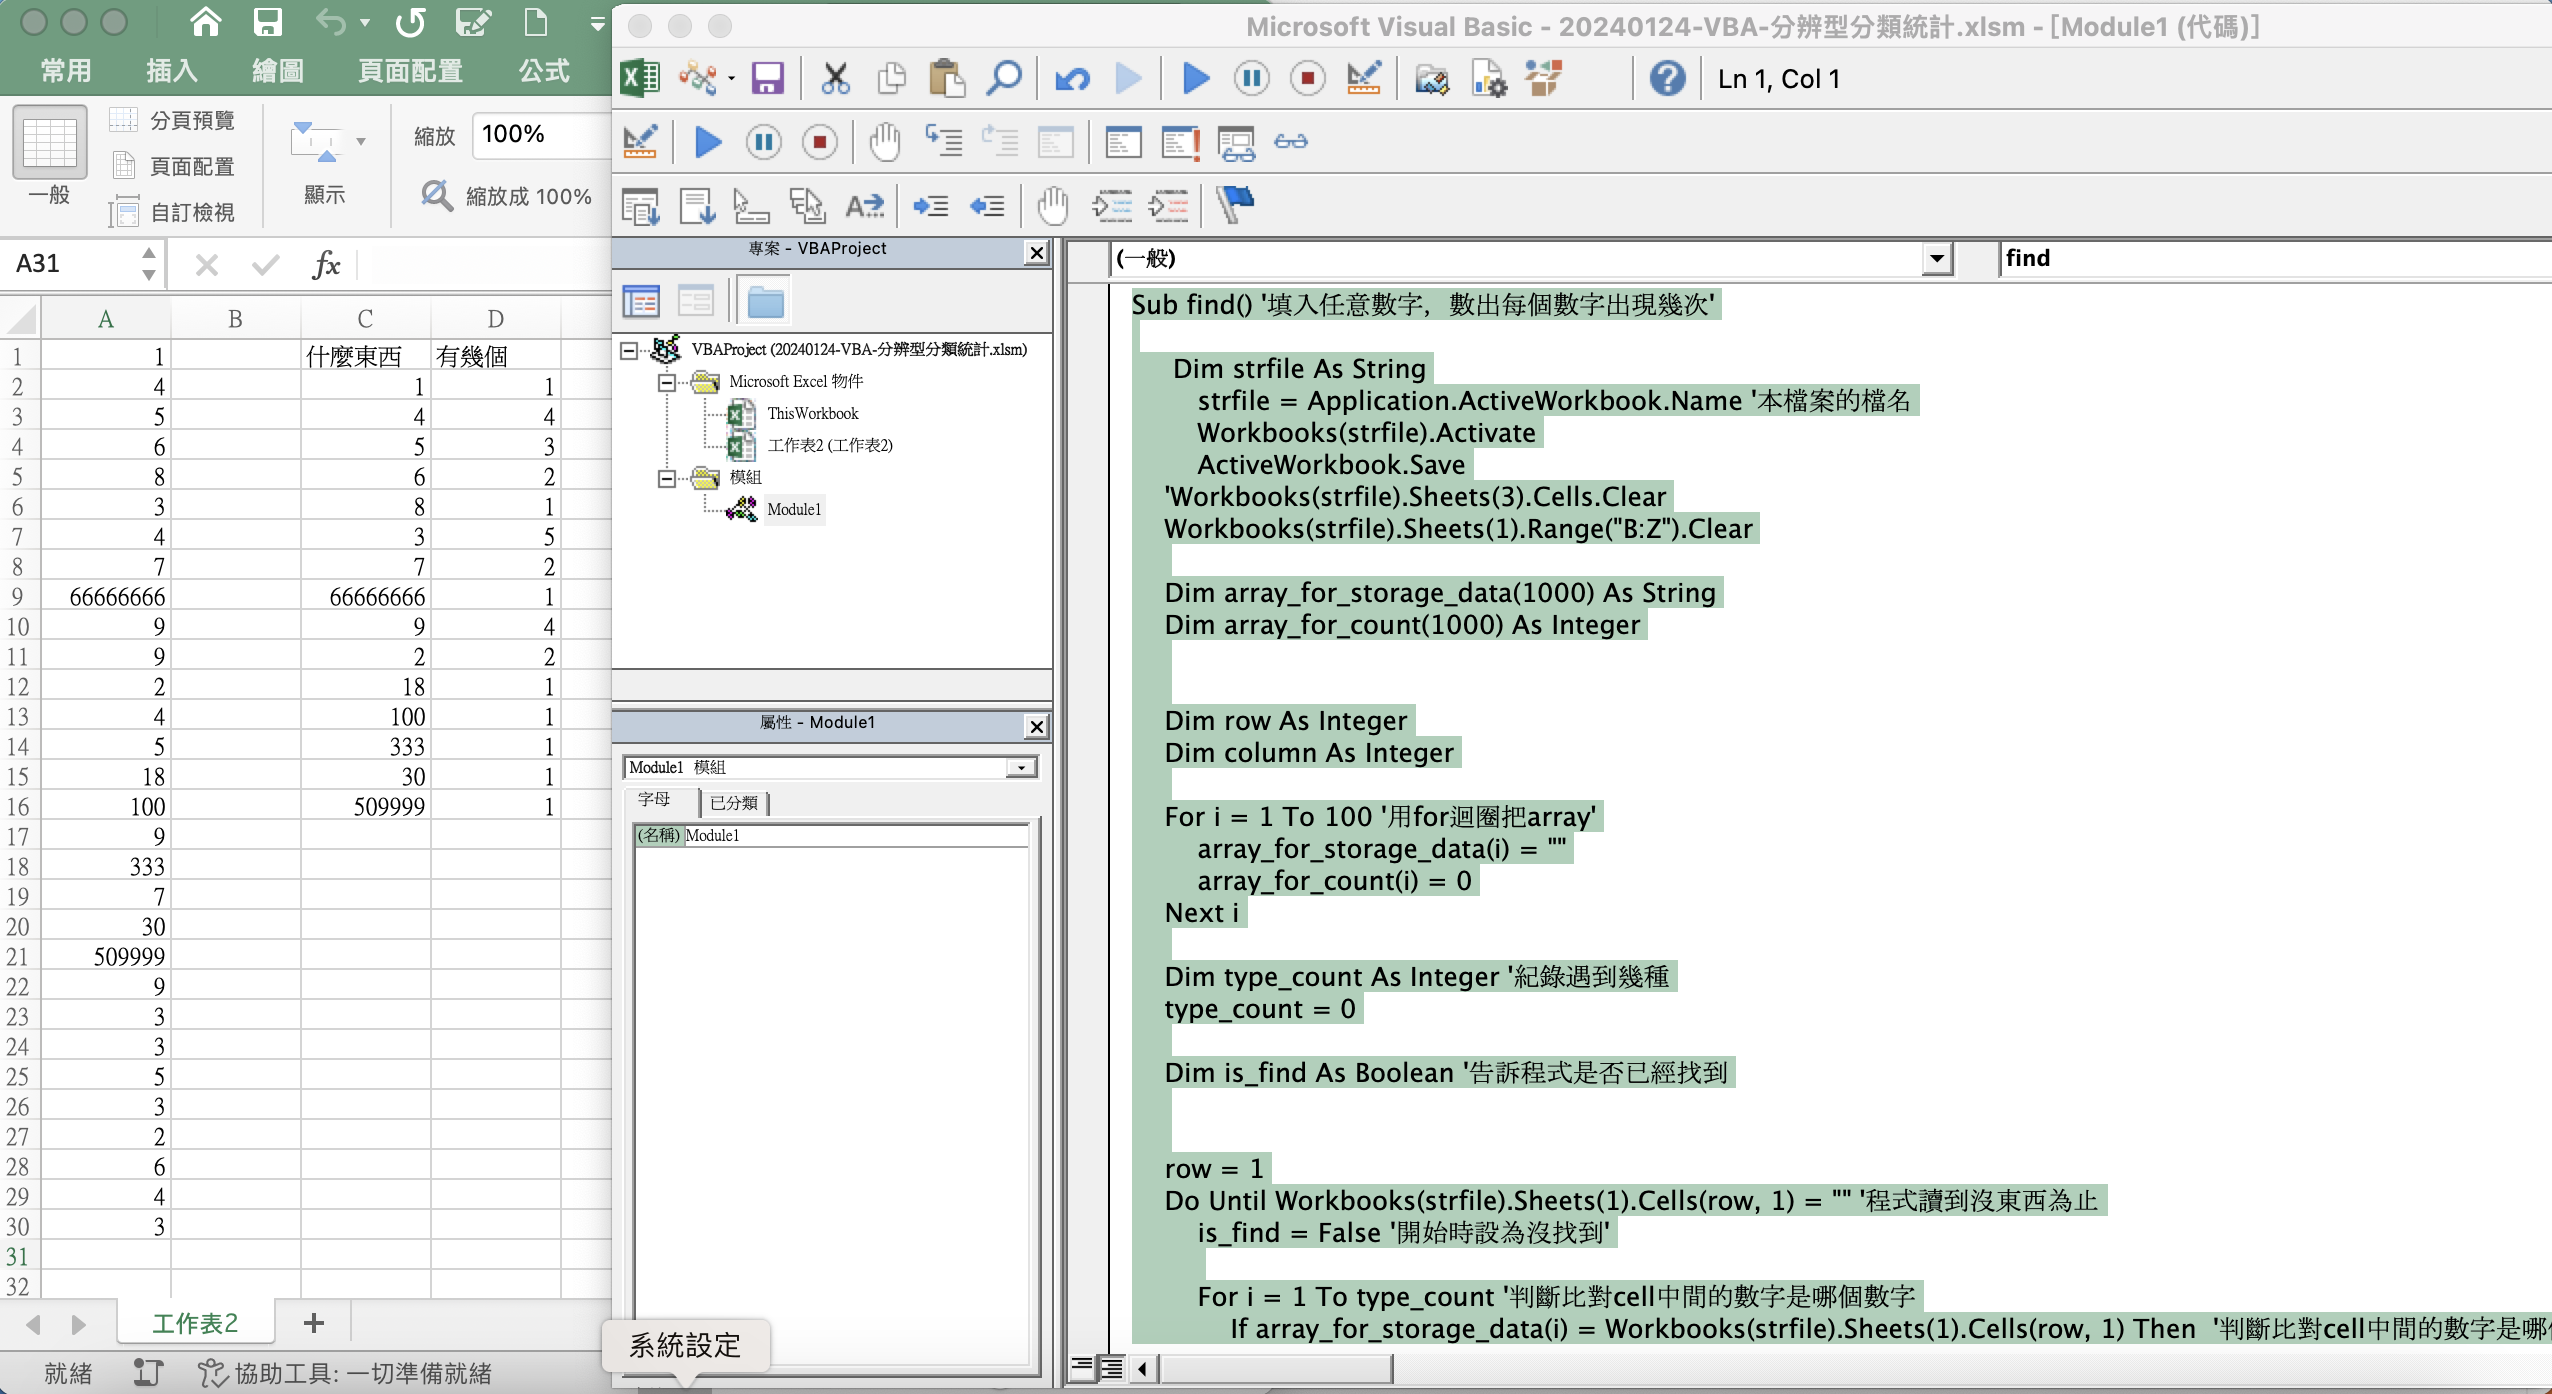 Microsoft Visual Basic - 20240124-VBA-分辨型分類統計.xlsm - [Module1 (代碼)]
常用 插入 繪圖 頁面配置 公式
Ln 1, Col 1
一般
分頁預覽
頁面配置
自訂檢視
顯示
縮放 100%
縮放成 100%
A31
fx
A B C D
1 1 什麼東西 有幾個
2 4 1 1
3 5 4 4
4 6 5 3
5 8 6 2
6 3 8 1
7 4 3 5
8 7 7 2
9 66666666 66666666 1
10 9 9 4
11 9 2 2
12 2 18 1
13 4 100 1
14 5 333 1
15 18 30 1
16 100 509999 1
17 9
18 333
19 7
20 30
21 509999
22 9
23 3
24 3
25 5
26 3
27 2
28 6
29 4
30 3
31
32
工作表2
就緒 協助工具: 一切準備就緒
專案 - VBAProject
VBAProject (20240124-VBA-分辨型分類統計.xlsm)
Microsoft Excel 物件
ThisWorkbook
工作表2 (工作表2)
模組
Module1
屬性 - Module1
Module1 模組
字母 已分類
(名稱) Module1
系統設定
(一般) find
Sub find() '填入任意數字，數出每個數字出現幾次'
Dim strfile As String
strfile = Application.ActiveWorkbook.Name '本檔案的檔名
Workbooks(strfile).Activate
ActiveWorkbook.Save
'Workbooks(strfile).Sheets(3).Cells.Clear
Workbooks(strfile).Sheets(1).Range("B:Z").Clear
Dim array_for_storage_data(1000) As String
Dim array_for_count(1000) As Integer
Dim row As Integer
Dim column As Integer
For i = 1 To 100 '用for迴圈把array'
array_for_storage_data(i) = ""
array_for_count(i) = 0
Next i
Dim type_count As Integer '紀錄遇到幾種
type_count = 0
Dim is_find As Boolean '告訴程式是否已經找到
row = 1
Do Until Workbooks(strfile).Sheets(1).Cells(row, 1) = "" '程式讀到沒東西為止
is_find = False '開始時設為沒找到'
For i = 1 To type_count '判斷比對cell中間的數字是哪個數字
If array_for_storage_data(i) = Workbooks(strfile).Sheets(1).Cells(row, 1) Then '判斷比對cell中間的數字是哪